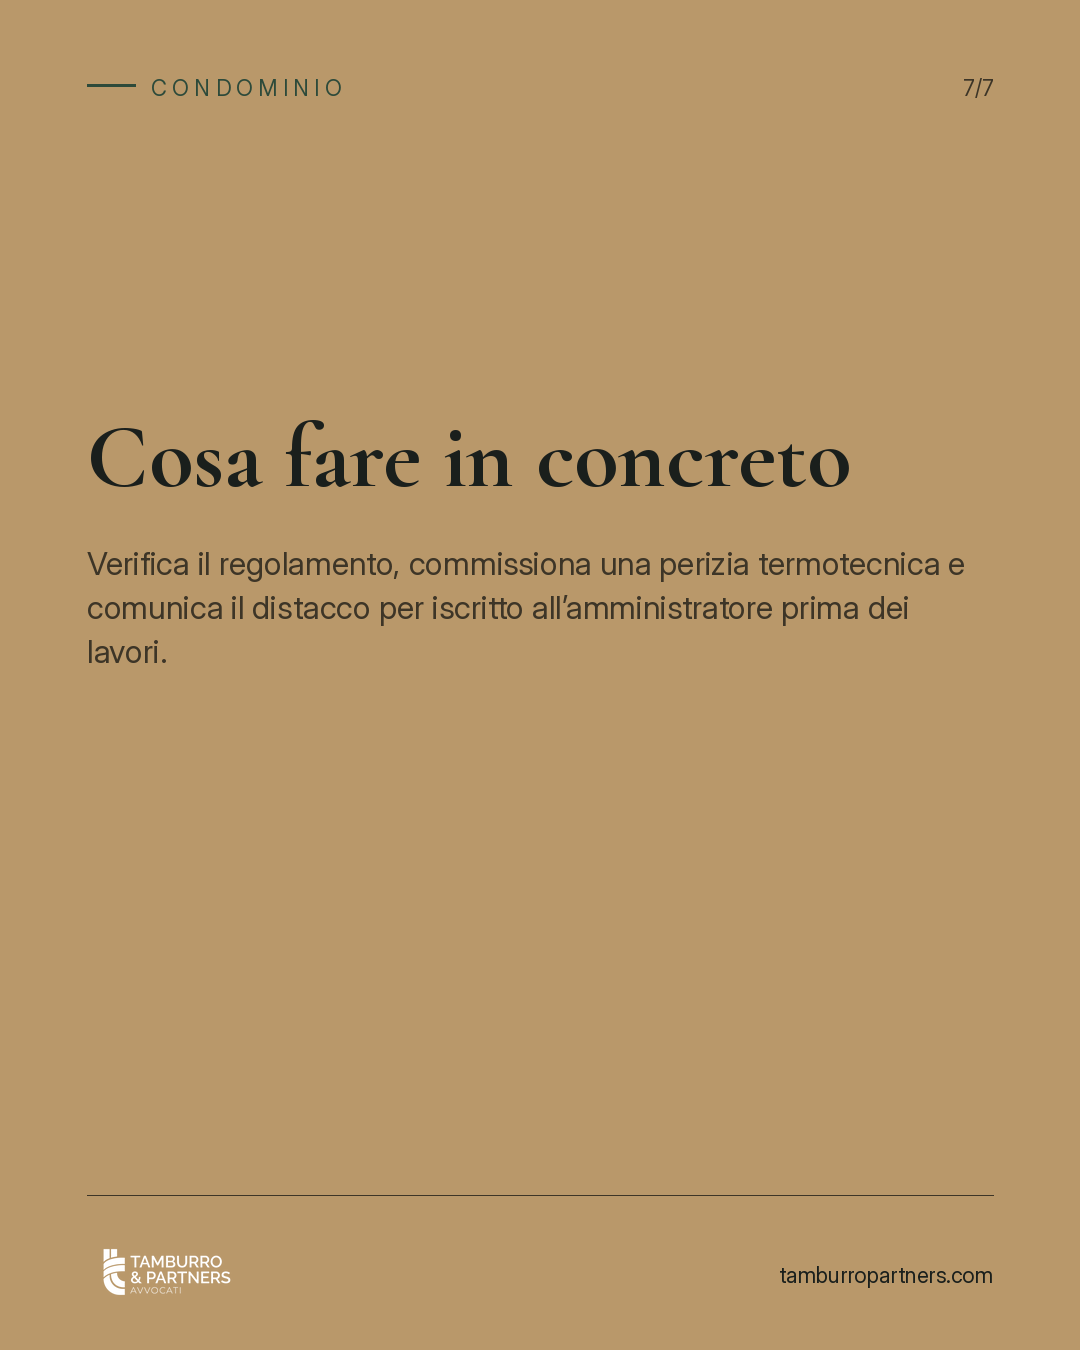 CONDOMINIO
7/7
Cosa fare in concreto
Verifica il regolamento, commissiona una perizia termotecnica e
comunica il distacco per iscritto all’amministratore prima dei
lavori.
TAMBURRO
& PARTNERS
AVVOCATI
tamburropartners.com